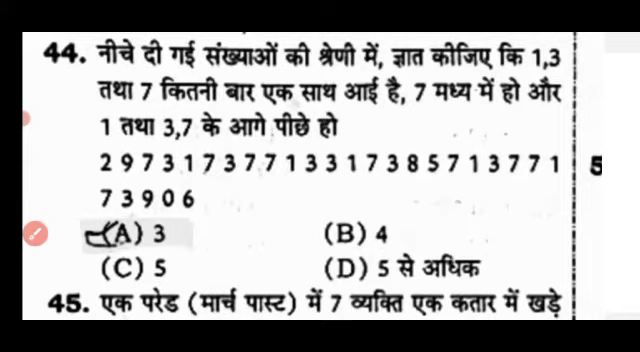 44. नीचे दी गई संख्याओं की श्रेणी में, ज्ञात कीजिए कि 1,3
तथा 7 कितनी बार एक साथ आई है, 7 मध्य में हो और
1 तथा 3,7 के आगे पीछे हो
2 9 7 3 1 7 3 7 7 1 3 3 1 7 3 8 5 7 1 3 7 7 1
7 3 9 0 6
(A) 3 (B) 4
(C) 5 (D) 5 से अधिक
45. एक परेड (मार्च पास्ट) में 7 व्यक्ति एक कतार में खड़े
5